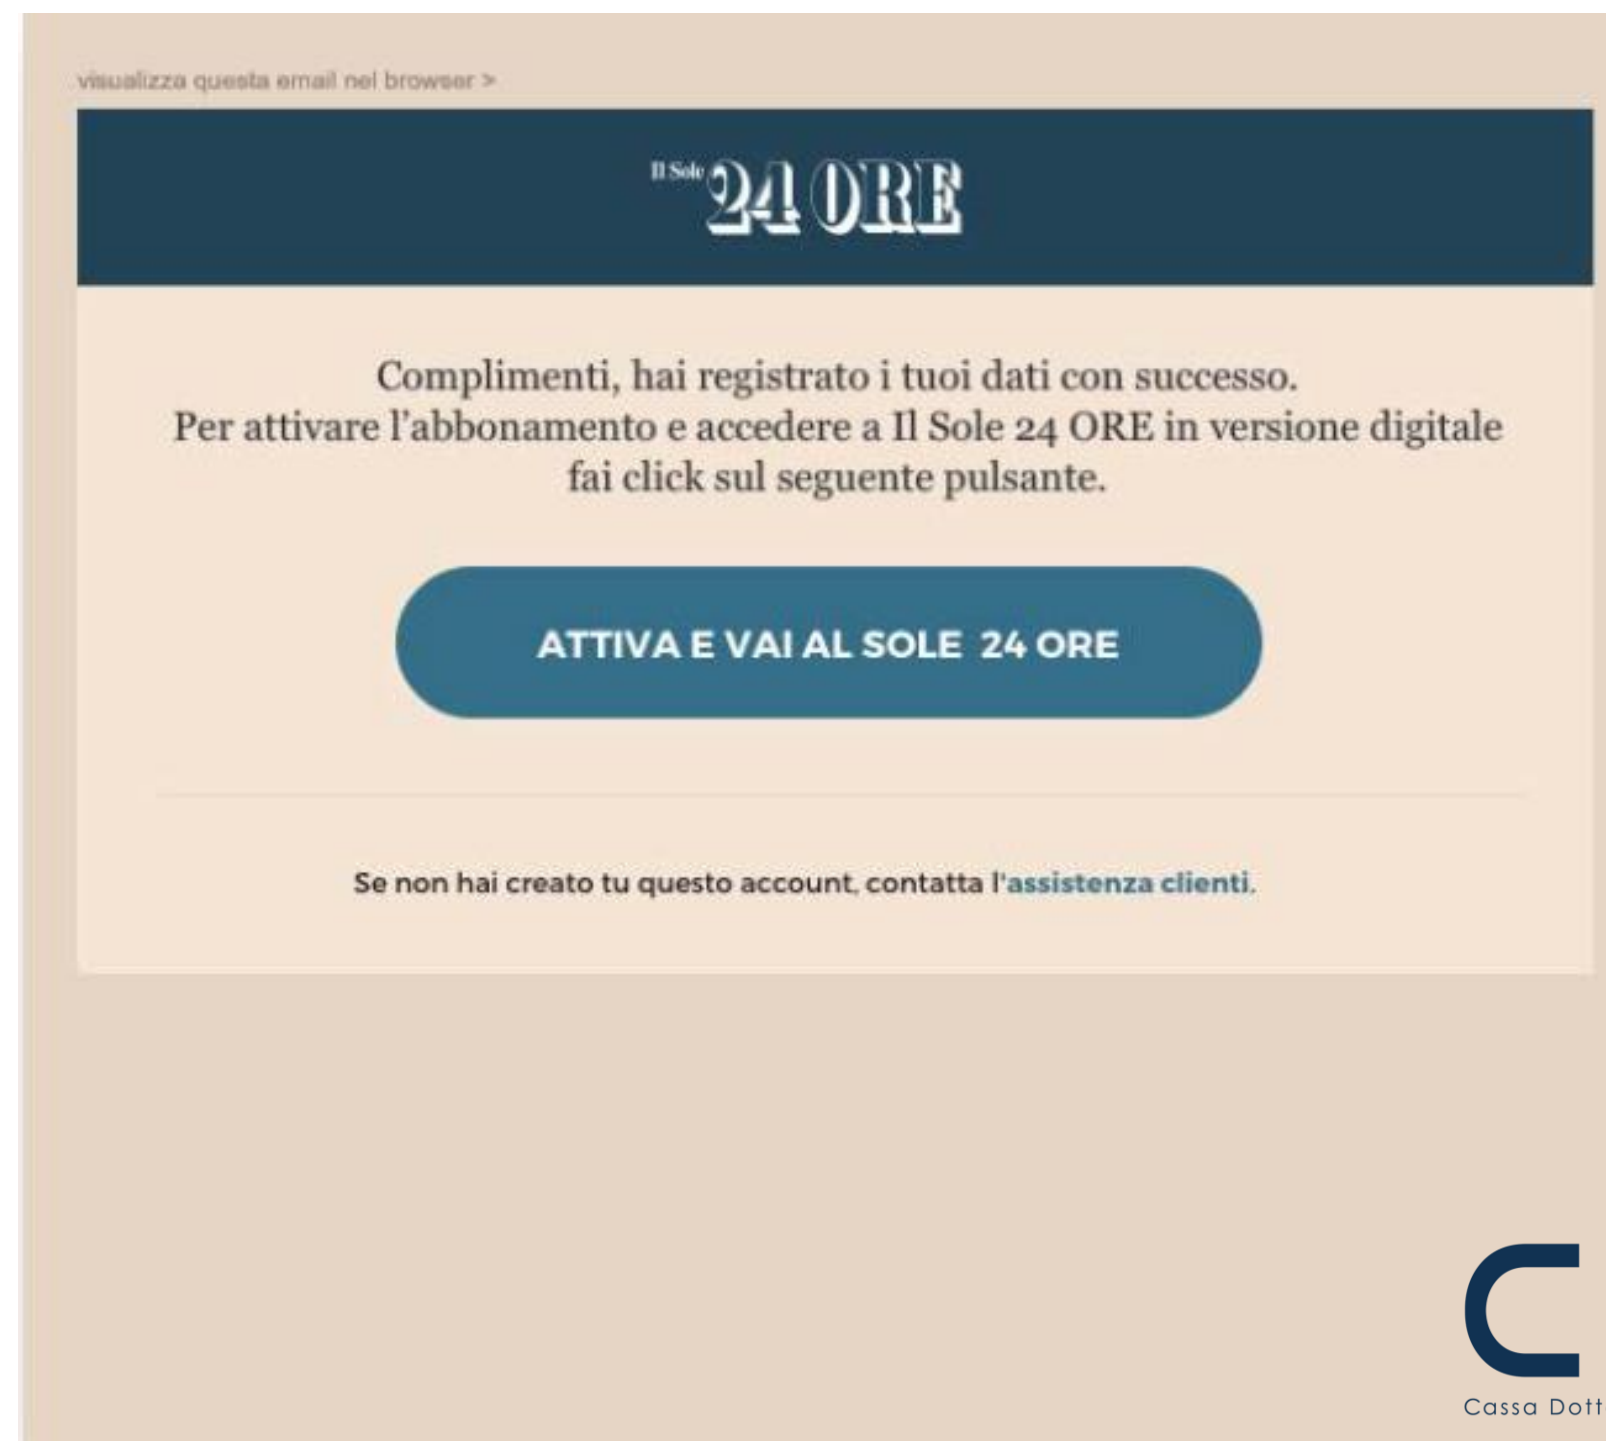 visualizza questa email nel browser >
Il Sole 24 ORE
Complimenti, hai registrato i tuoi dati con successo.
Per attivare l'abbonamento e accedere a Il Sole 24 ORE in versione digitale
fai click sul seguente pulsante.
ATTIVA E VAI AL SOLE 24 ORE
Se non hai creato tu questo account, contatta l'assistenza clienti.
Cassa Dott